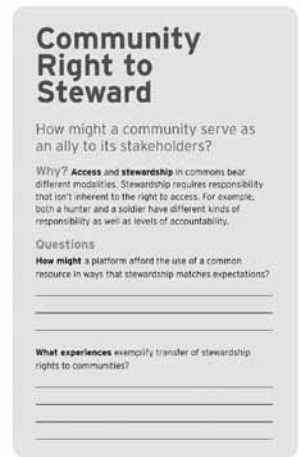 Community
Right to
Steward
How might a community serve as
an ally to its stakeholders?
Why? Access and stewardship in commons bear
different modalities. Stewardship requires responsibility
that isn't inherent to the right to access. For example,
both a hunter and a soldier have different kinds of
responsibility as well as levels of accountability.
Questions
How might a platform afford the use of a common
resource in ways that stewardship matches expectations?
What experiences exemplify transfer of stewardship
rights to communities?